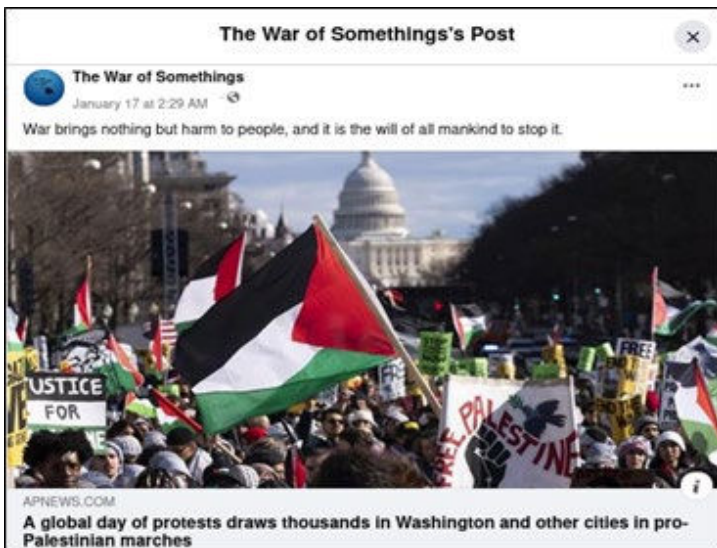 The War of Somethings's Post
The War of Somethings
January 17 at 2:29 AM
War brings nothing but harm to people, and it is the will of all mankind to stop it.
USTICE
FOR
FREE
FREE
PALESTINE
APNEWS.COM
A global day of protests draws thousands in Washington and other cities in pro-
Palestinian marches